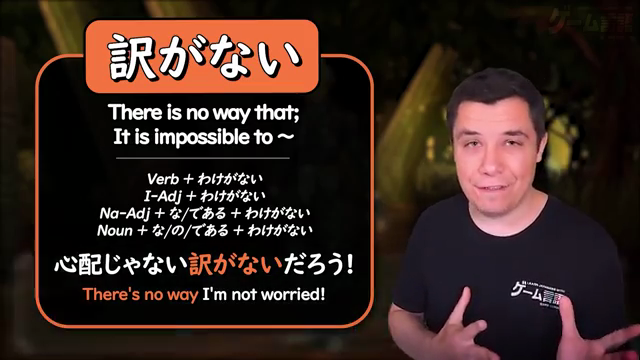 訳がない
There is no way that;
It is impossible to ～
Verb + わけがない
I-Adj + わけがない
Na-Adj + な/である + わけがない
Noun + な/の/である + わけがない
心配じゃない訳がないだろう!
There's no way I'm not worried!
ゲーム言語